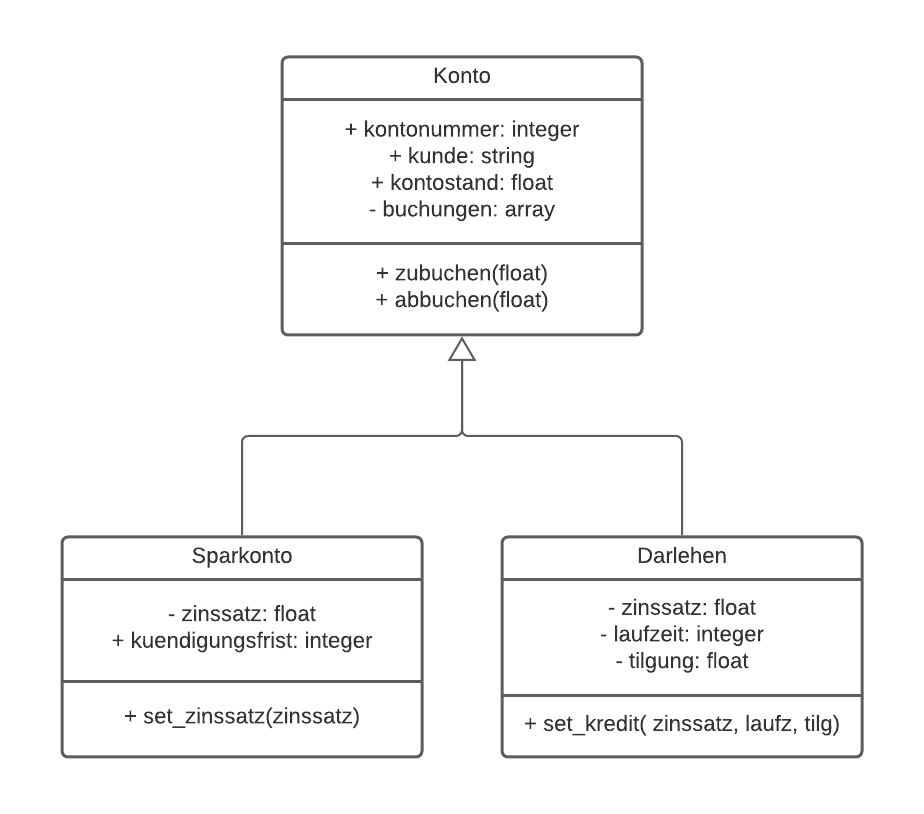 Konto
+ kontonummer: integer
+ kunde: string
+ kontostand: float
- buchungen: array
+ zubuchen(float)
+ abbuchen(float)
Sparkonto
- zinssatz: float
+ kuendigungsfrist: integer
+ set_zinssatz(zinssatz)
Darlehen
- zinssatz: float
- laufzeit: integer
- tilgung: float
+ set_kredit( zinssatz, laufz, tilg)